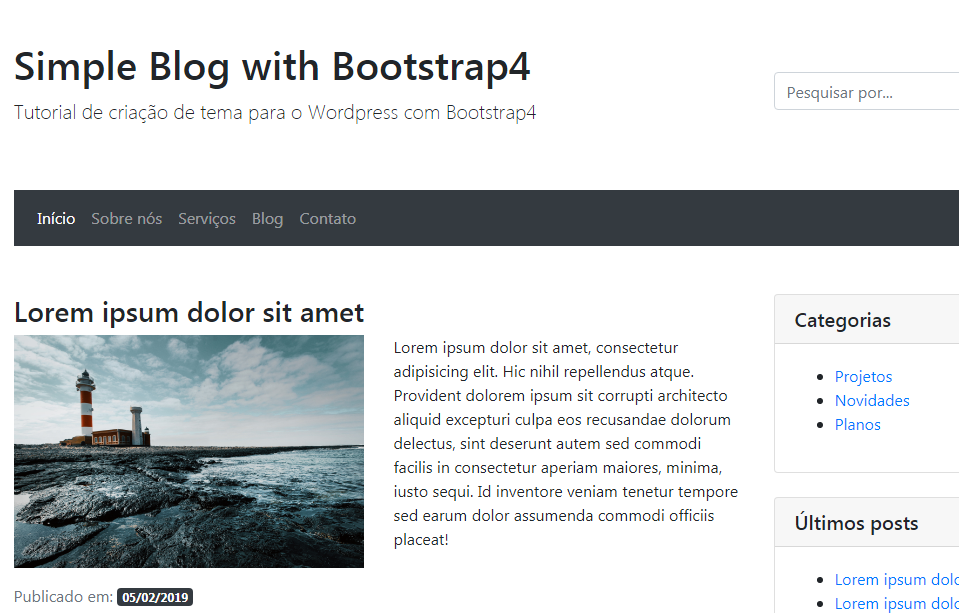 Simple Blog with Bootstrap4
Tutorial de criação de tema para o Wordpress com Bootstrap4
Pesquisar por...
Início Sobre nós Serviços Blog Contato
Lorem ipsum dolor sit amet
Lorem ipsum dolor sit amet, consectetur
adipisicing elit. Hic nihil repellendus atque.
Provident dolorem ipsum sit corrupti architecto
aliquid excepturi culpa eos recusandae dolorum
delectus, sint deserunt autem sed commodi
facilis in consectetur aperiam maiores, minima,
iusto sequi. Id inventore veniam tenetur tempore
sed earum dolor assumenda commodi officiis
placeat!
Publicado em: 05/02/2019
Categorias
Projetos
Novidades
Planos
Últimos posts
Lorem ipsum
Lorem ipsum